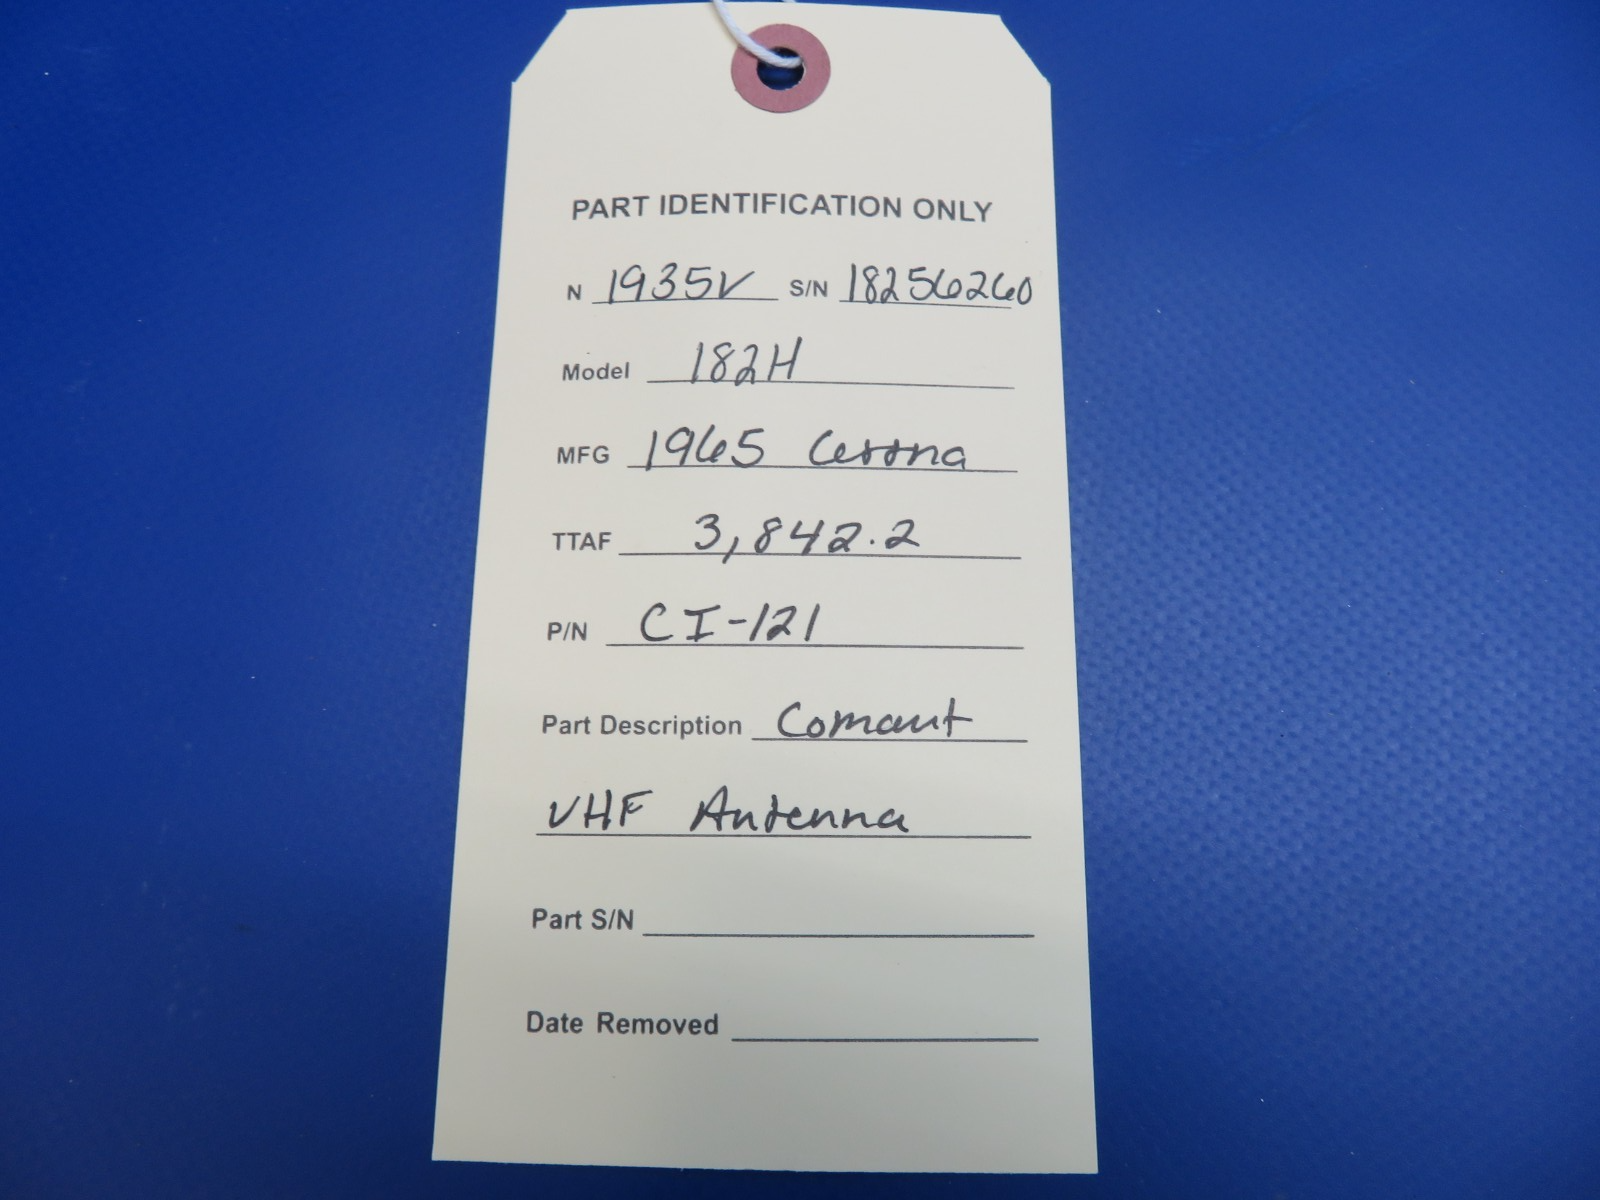 PART IDENTIFICATION ONLY
N 1935V S/N 18256260
Model 182H
MFG 1965 Cessna
TTAF 3,842.2
P/N CI-121
Part Description Comant
VHF Antenna
Part S/N
Date Removed